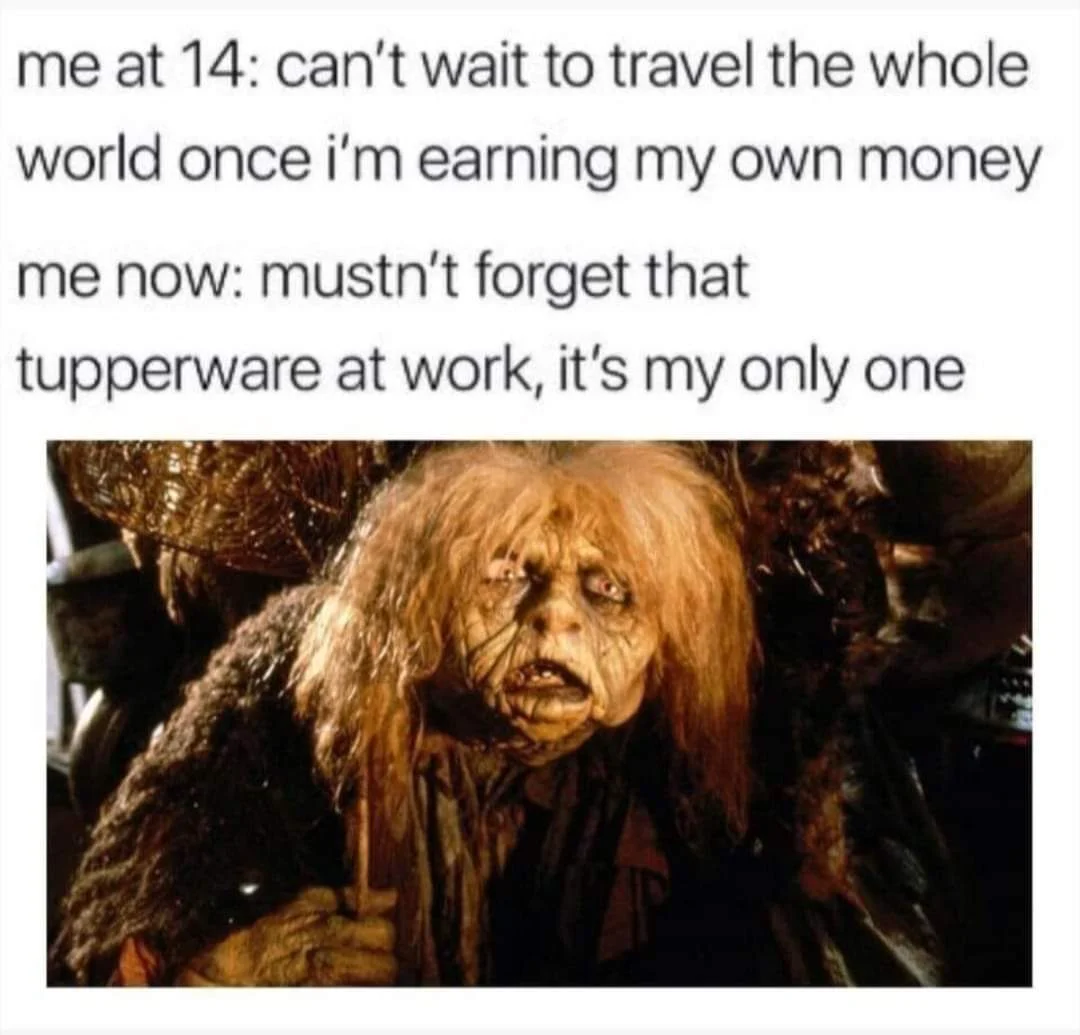 me at 14: can't wait to travel the whole
world once i'm earning my own money
me now: mustn't forget that
tupperware at work, it's my only one